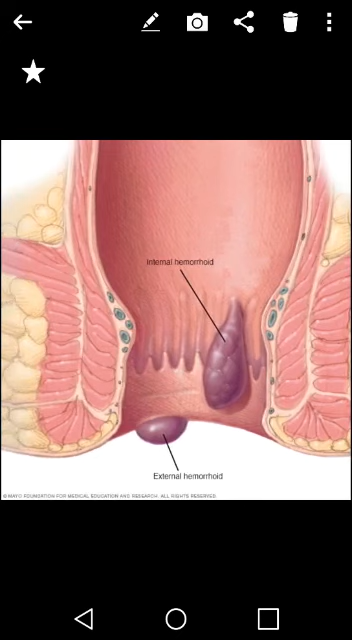 Internal hemorrhoid
External hemorrhoid
© MAYO FOUNDATION FOR MEDICAL EDUCATION AND RESEARCH. ALL RIGHTS RESERVED.